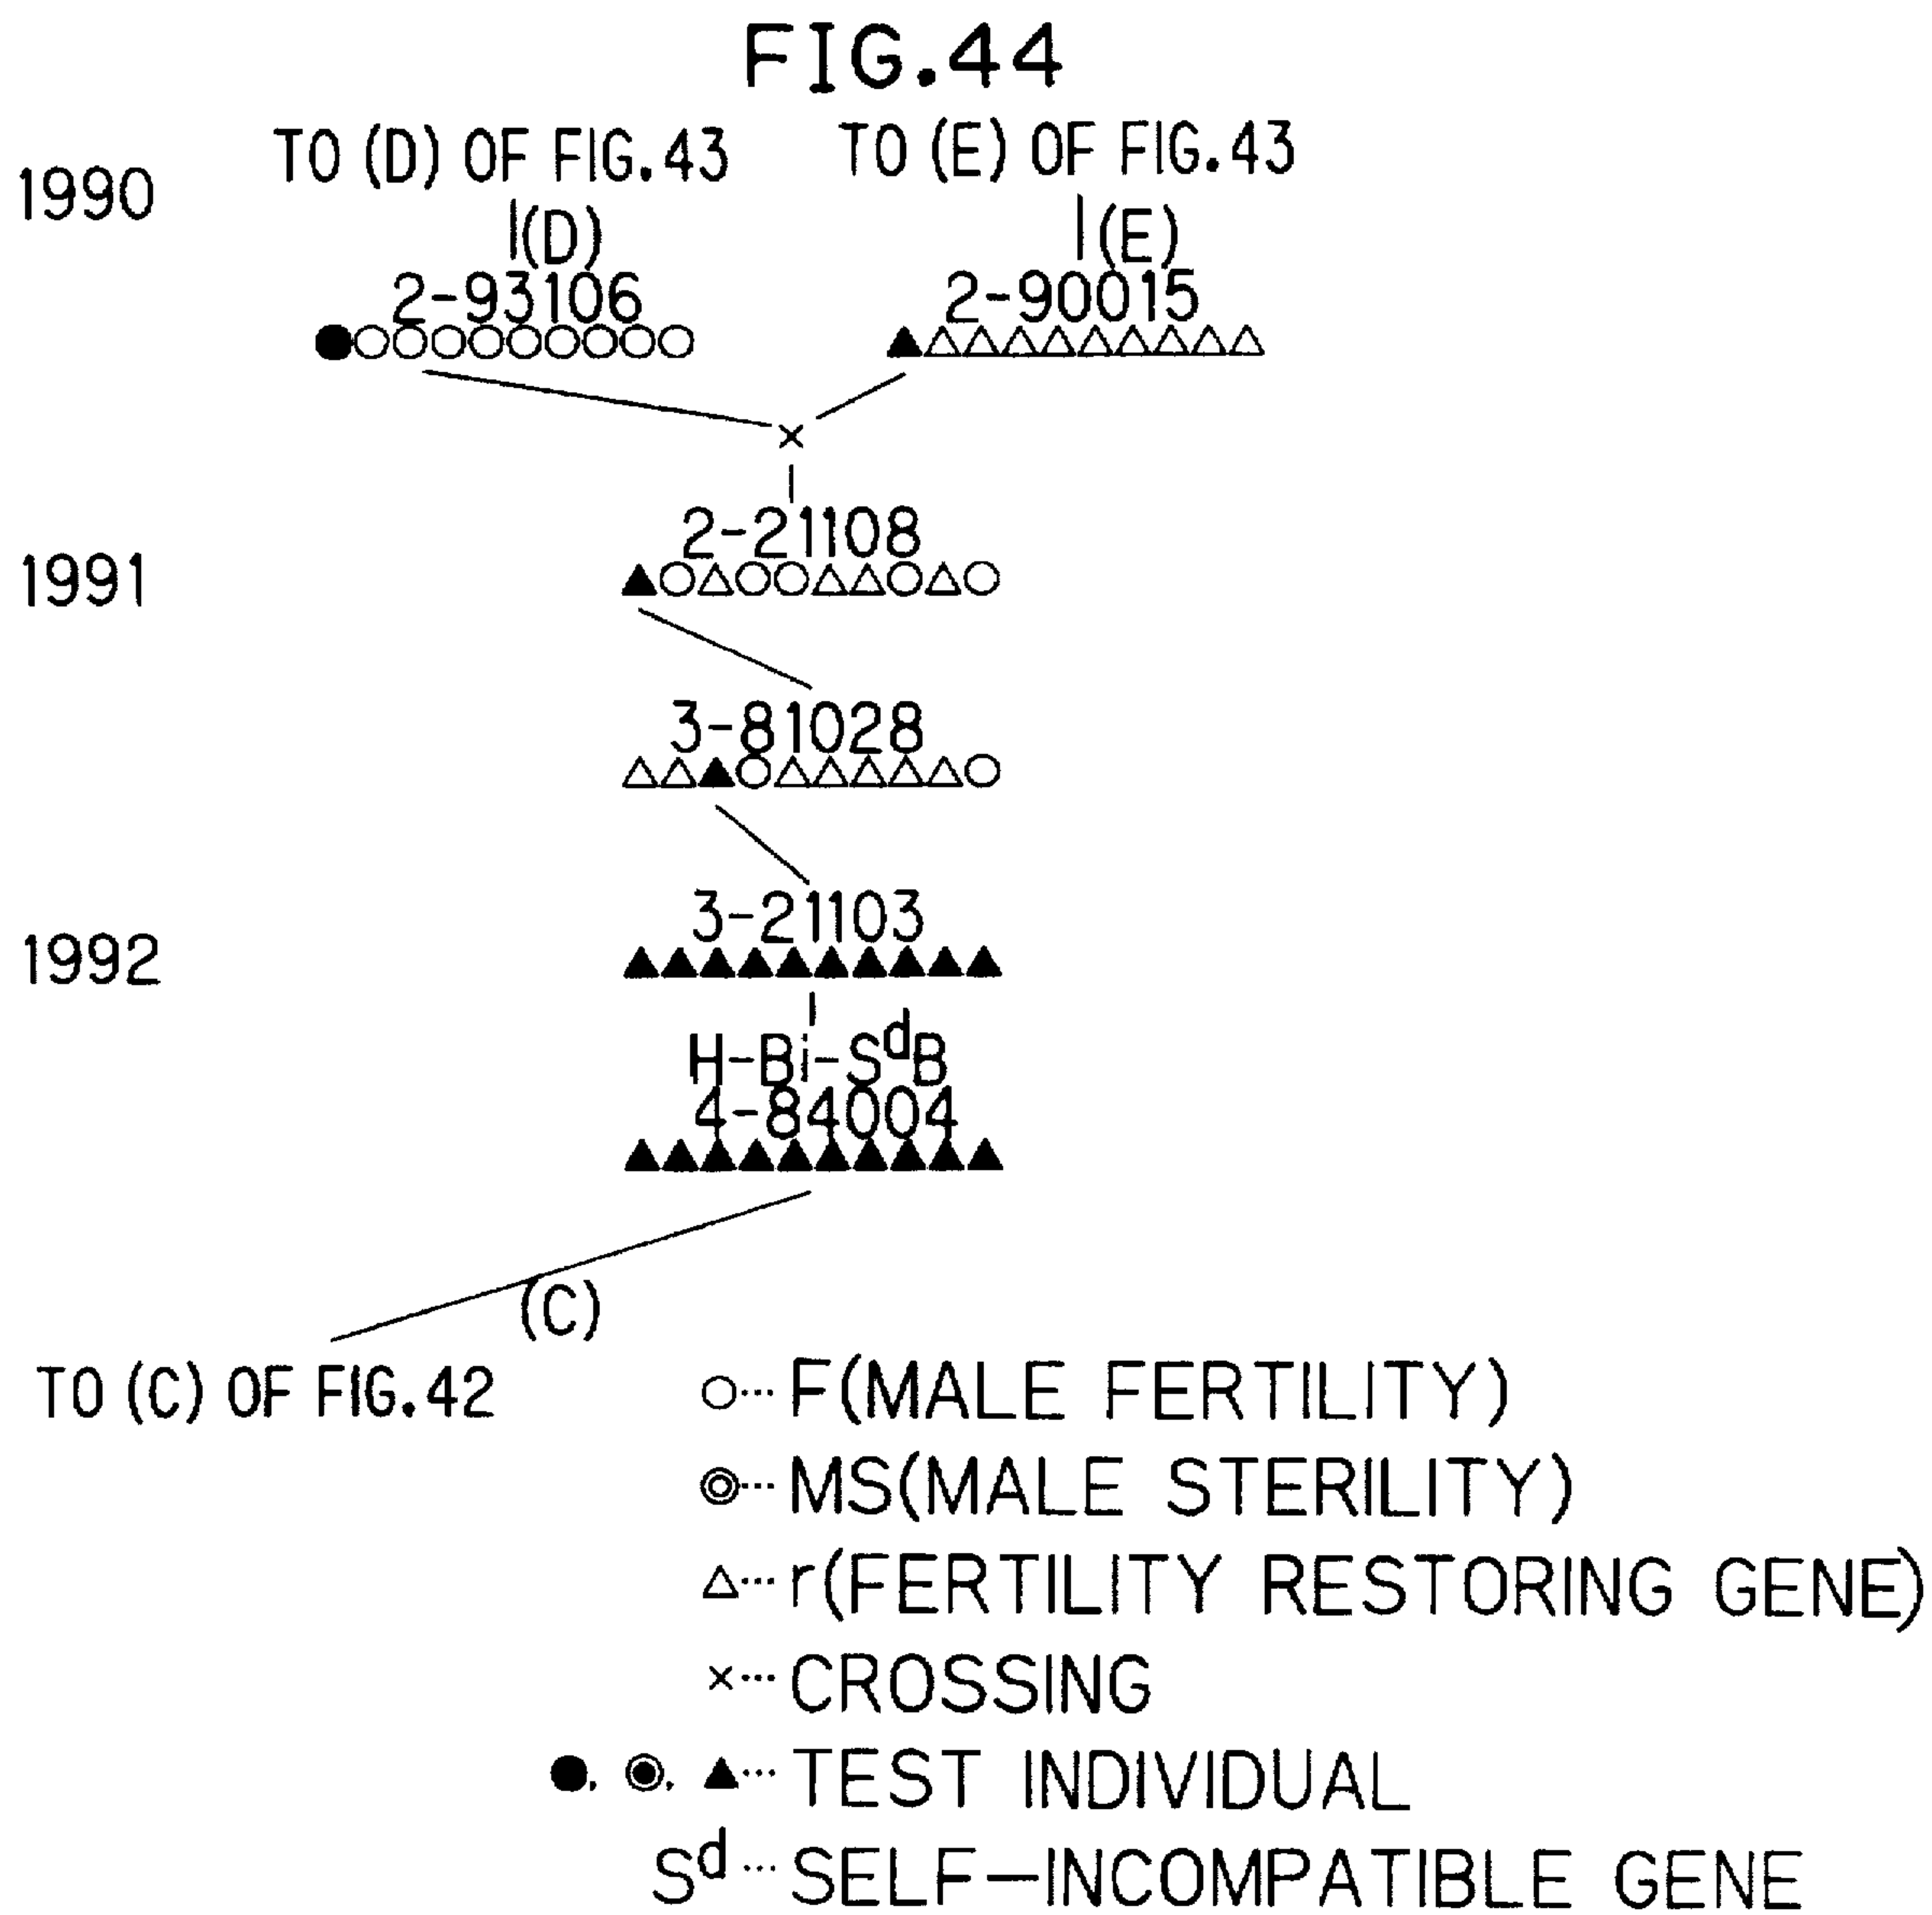 FIG.44
TO (D) OF FIG.43
TO (E) OF FIG.43
1990
(D)
(E)
2-93106
2-90015
×
2-21108
1991
3-81028
3-21103
1992
H-Bi-SᵈB
4-84004
(C)
TO (C) OF FIG.42
○··· F(MALE FERTILITY)
◎··· MS(MALE STERILITY)
△··· r(FERTILITY RESTORING GENE)
×··· CROSSING
●, ◉, ▲··· TEST INDIVIDUAL
Sᵈ ··· SELF-INCOMPATIBLE GENE